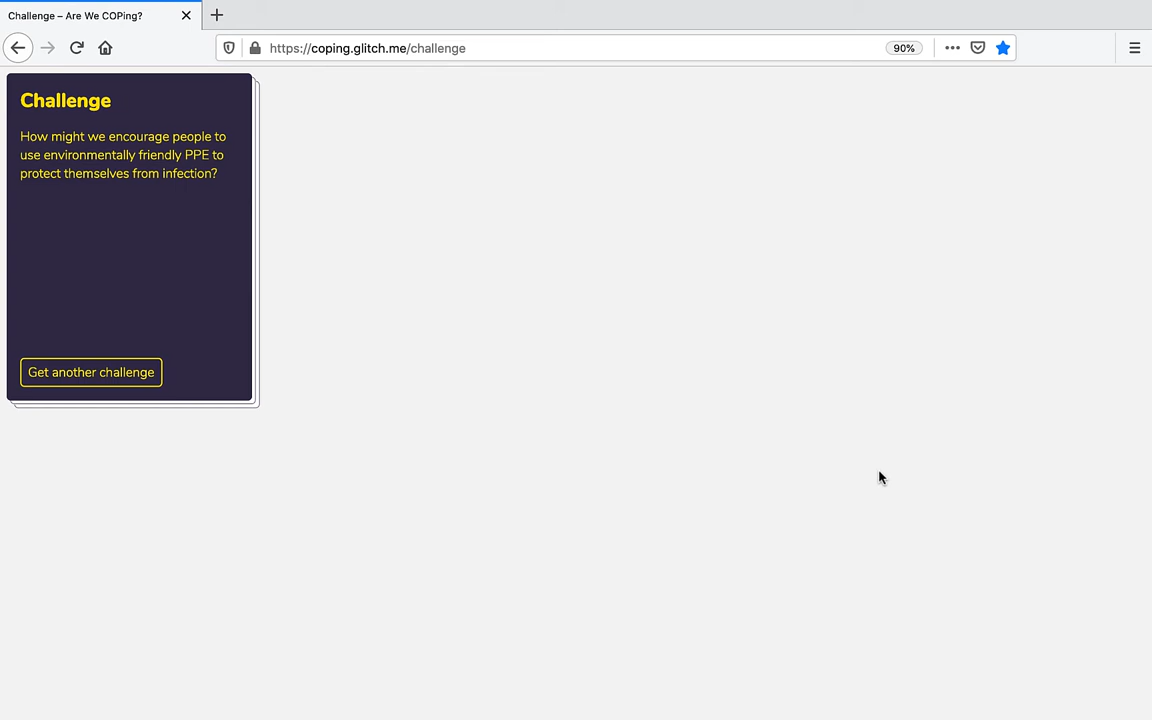 Challenge – Are We COPing?
https://coping.glitch.me/challenge
90%
Challenge
How might we encourage people to
use environmentally friendly PPE to
protect themselves from infection?
Get another challenge